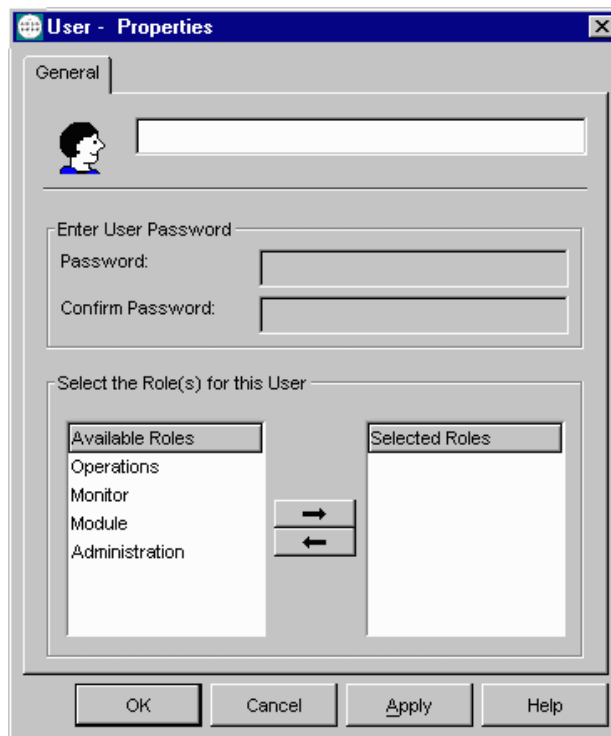 User - Properties
General
Enter User Password
Password:
Confirm Password:
Select the Role(s) for this User
Available Roles
Operations
Monitor
Module
Administration
Selected Roles
OK
Cancel
Apply
Help